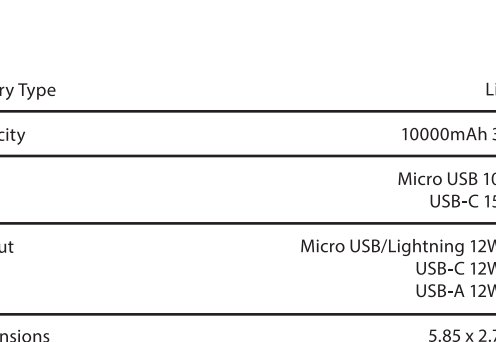 ry Type Li
city 10000mAh 3
Micro USB 10
USB-C 15
ut Micro USB/Lightning 12W
USB-C 12W
USB-A 12W
nsions 5.85 x 2.7